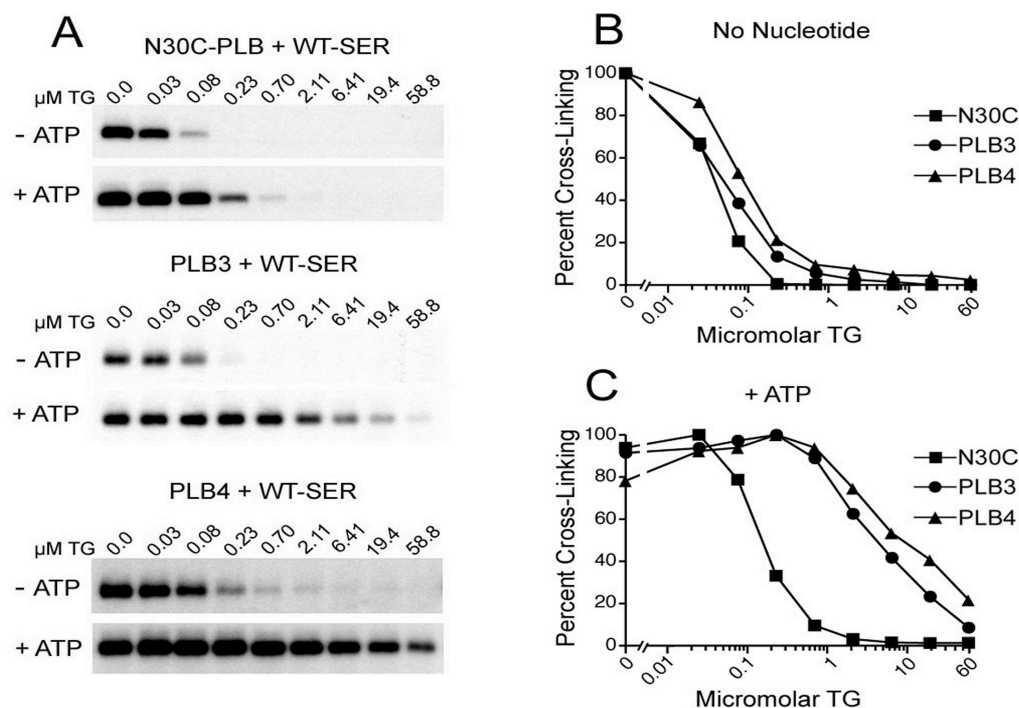 A
N30C-PLB + WT-SER
µM TG 0.0 0.03 0.08 0.23 0.70 2.11 6.41 19.4 58.8
- ATP
+ ATP
PLB3 + WT-SER
µM TG 0.0 0.03 0.08 0.23 0.70 2.11 6.41 19.4 58.8
- ATP
+ ATP
PLB4 + WT-SER
µM TG 0.0 0.03 0.08 0.23 0.70 2.11 6.41 19.4 58.8
- ATP
+ ATP
B
No Nucleotide
Percent Cross-Linking
100
80
60
40
20
0
0 0.01 0.1 1 10 60
Micromolar TG
N30C
PLB3
PLB4
C
+ ATP
Percent Cross-Linking
100
80
60
40
20
0
0 0.01 0.1 1 10 60
Micromolar TG
N30C
PLB3
PLB4